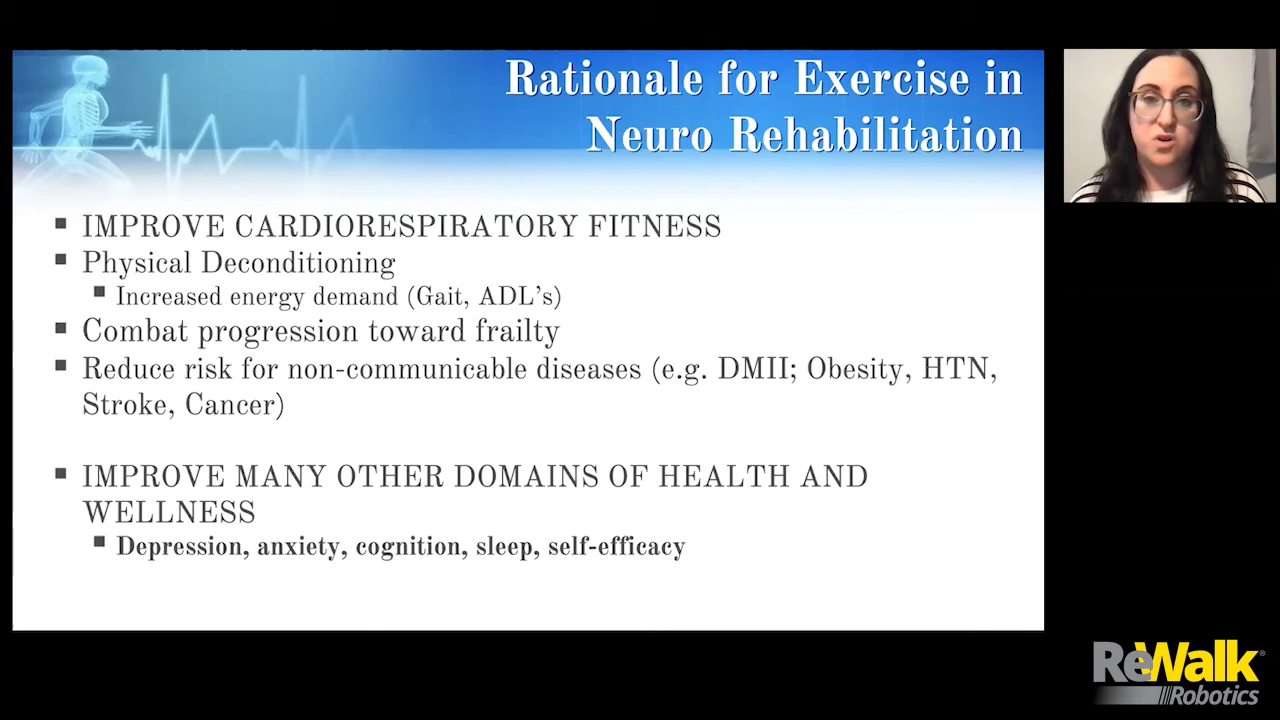 Rationale for Exercise in
Neuro Rehabilitation
▪ IMPROVE CARDIORESPIRATORY FITNESS
▪ Physical Deconditioning
▪ Increased energy demand (Gait, ADL’s)
▪ Combat progression toward frailty
▪ Reduce risk for non-communicable diseases (e.g. DMII; Obesity, HTN,
Stroke, Cancer)
▪ IMPROVE MANY OTHER DOMAINS OF HEALTH AND
WELLNESS
▪ Depression, anxiety, cognition, sleep, self-efficacy
ReWalk®
Robotics